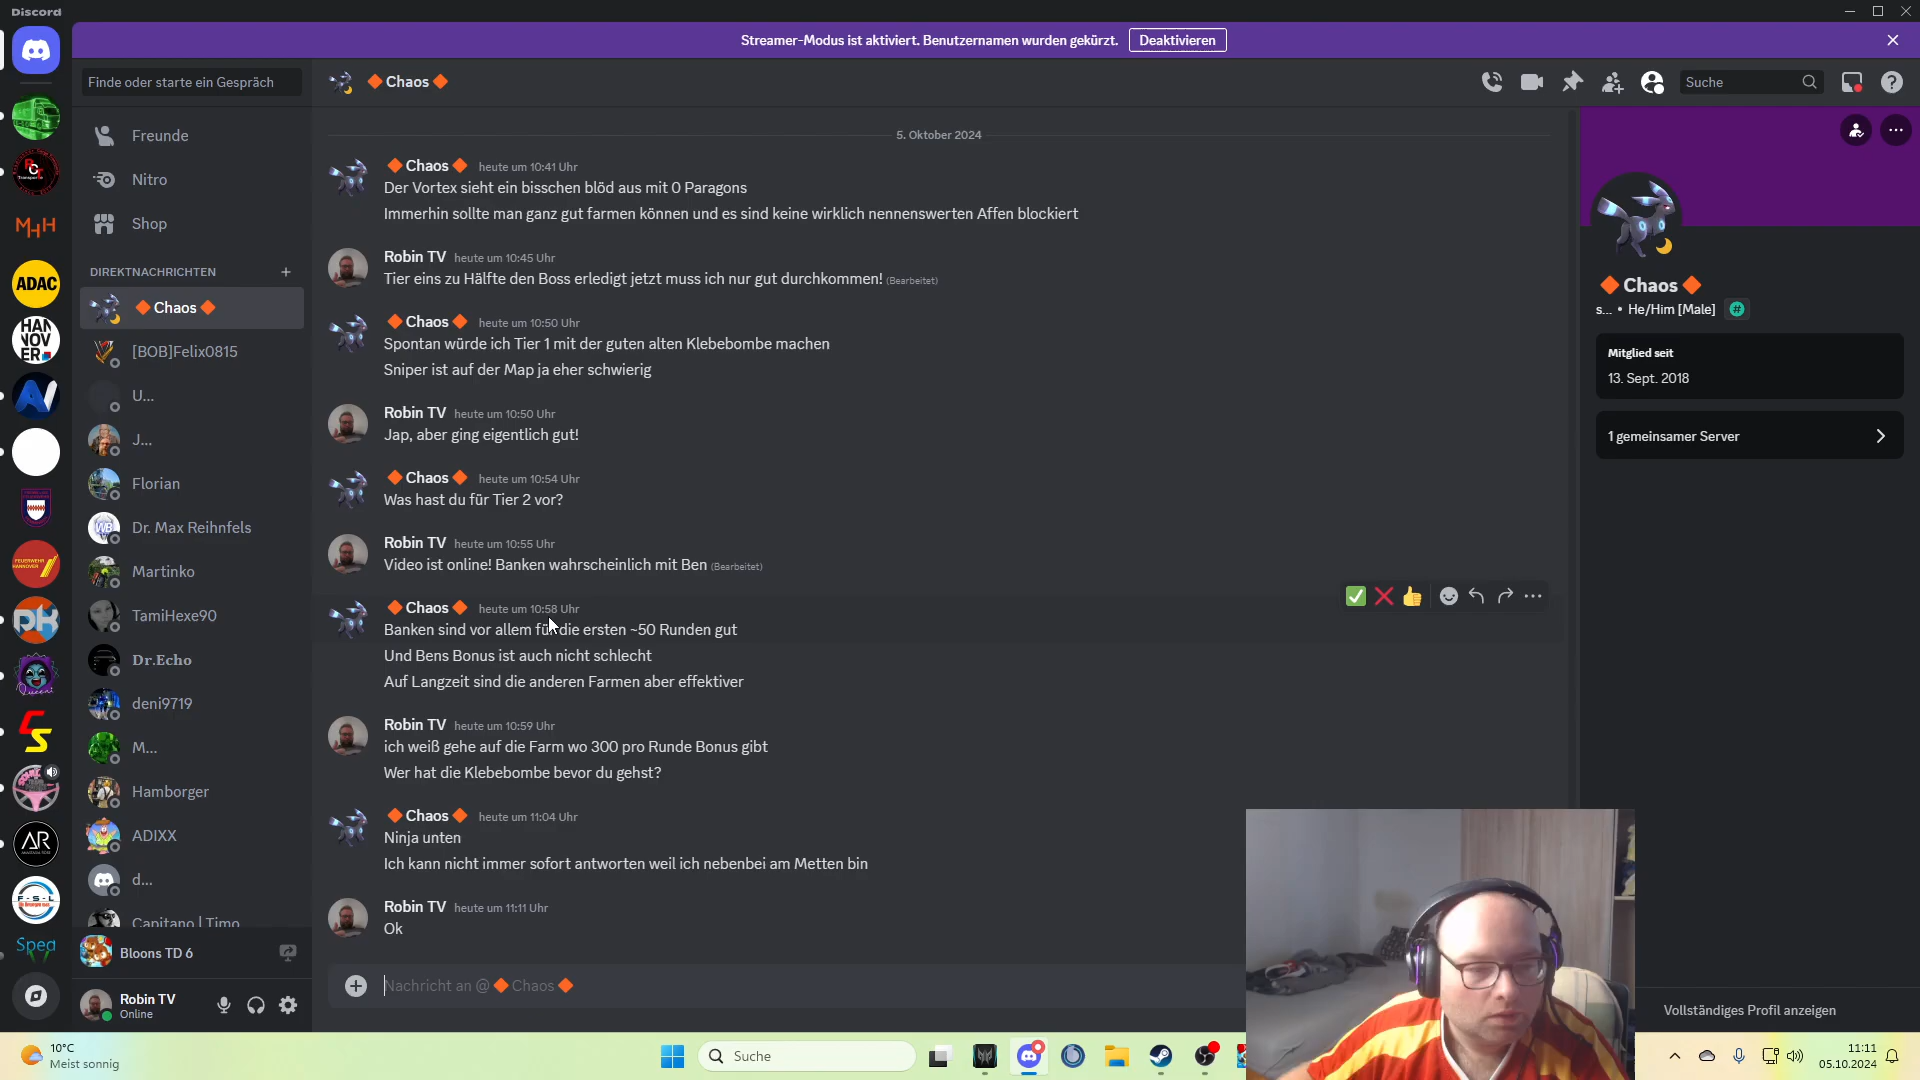 Discord
Streamer-Modus ist aktiviert. Benutzernamen wurden gekürzt.
Deaktivieren
Finde oder starte ein Gespräch
Chaos
Suche
Freunde
Nitro
Shop
DIREKTNACHRICHTEN
Chaos
[BOB]Felix0815
U...
J...
Florian
Dr. Max Reihnfels
Martinko
TamiHexe90
Dr.Echo
deni9719
M...
Hamborger
ADIXX
d...
Capitano | Timo
Bloons TD 6
Robin TV
Online
MHH
ADAC
HAN
NOV
ER
FEUERWEHR
HANNOVER
AR
F-S-L
Sped
5. Oktober 2024
Chaos heute um 10:41 Uhr
Der Vortex sieht ein bisschen blöd aus mit 0 Paragons
Immerhin sollte man ganz gut farmen können und es sind keine wirklich nennenswerten Affen blockiert
Robin TV heute um 10:45 Uhr
Tier eins zu Hälfte den Boss erledigt jetzt muss ich nur gut durchkommen! (Bearbeitet)
Chaos heute um 10:50 Uhr
Spontan würde ich Tier 1 mit der guten alten Klebebombe machen
Sniper ist auf der Map ja eher schwierig
Robin TV heute um 10:50 Uhr
Jap, aber ging eigentlich gut!
Chaos heute um 10:54 Uhr
Was hast du für Tier 2 vor?
Robin TV heute um 10:55 Uhr
Video ist online! Banken wahrscheinlich mit Ben (Bearbeitet)
Chaos heute um 10:58 Uhr
Banken sind vor allem für die ersten ~50 Runden gut
Und Bens Bonus ist auch nicht schlecht
Auf Langzeit sind die anderen Farmen aber effektiver
Robin TV heute um 10:59 Uhr
ich weiß gehe auf die Farm wo 300 pro Runde Bonus gibt
Wer hat die Klebebombe bevor du gehst?
Chaos heute um 11:04 Uhr
Ninja unten
Ich kann nicht immer sofort antworten weil ich nebenbei am Metten bin
Robin TV heute um 11:11 Uhr
Ok
Nachricht an @ Chaos
Chaos
s... • He/Him [Male] #
Mitglied seit
13. Sept. 2018
1 gemeinsamer Server
Vollständiges Profil anzeigen
10°C
Meist sonnig
Suche
11:11
05.10.2024